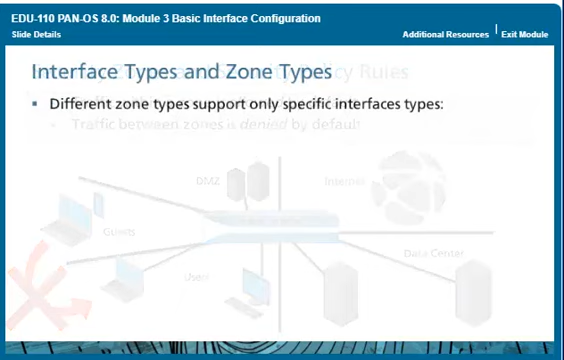 EDU-110 PAN-OS 8.0: Module 3 Basic Interface Configuration
Slide Details
Additional Resources
Exit Module
Interface Types and Zone Types
Policy Rules
▪ Different zone types support only specific interfaces types:
Traffic between zones is denied by default
DMZ
Internet
Guests
Data Center
Users